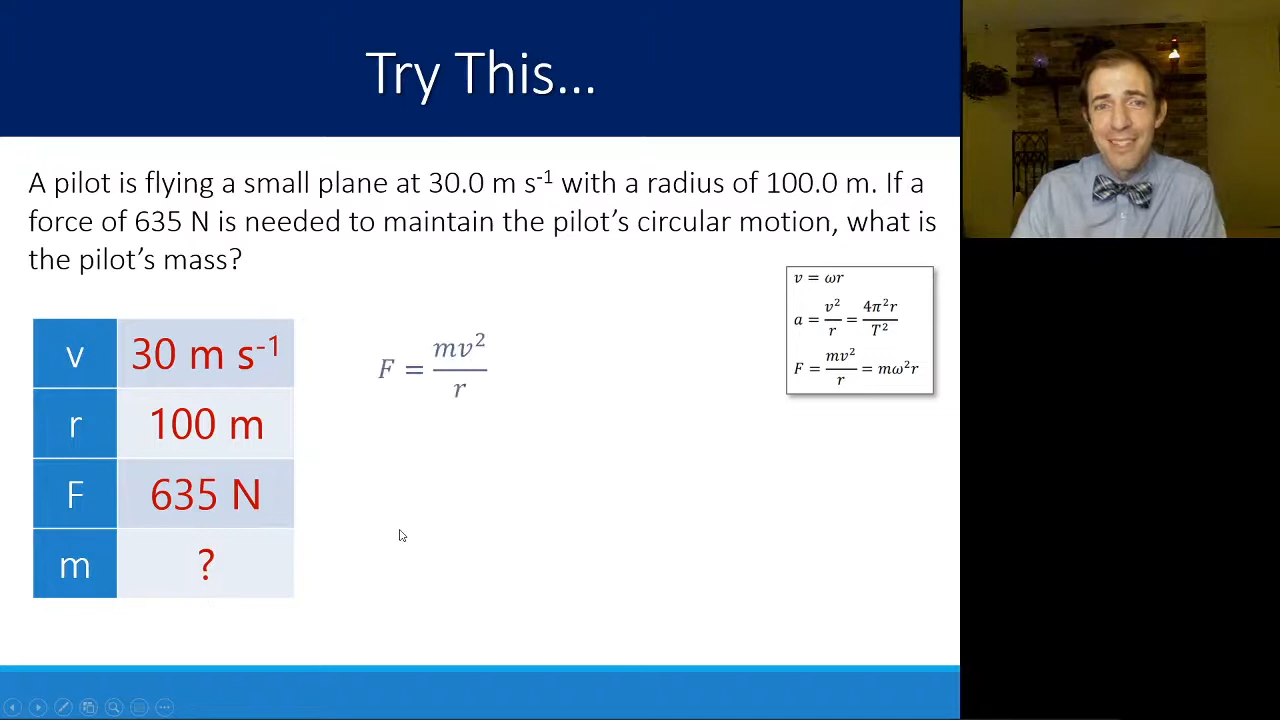 Try This...
A pilot is flying a small plane at 30.0 m s⁻¹ with a radius of 100.0 m. If a
force of 635 N is needed to maintain the pilot's circular motion, what is
the pilot's mass?
v = ωr
a = v²/r = 4π²r/T²
F = mv²/r = mω²r
v 30 m s⁻¹
r 100 m
F 635 N
m ?
F = mv²/r